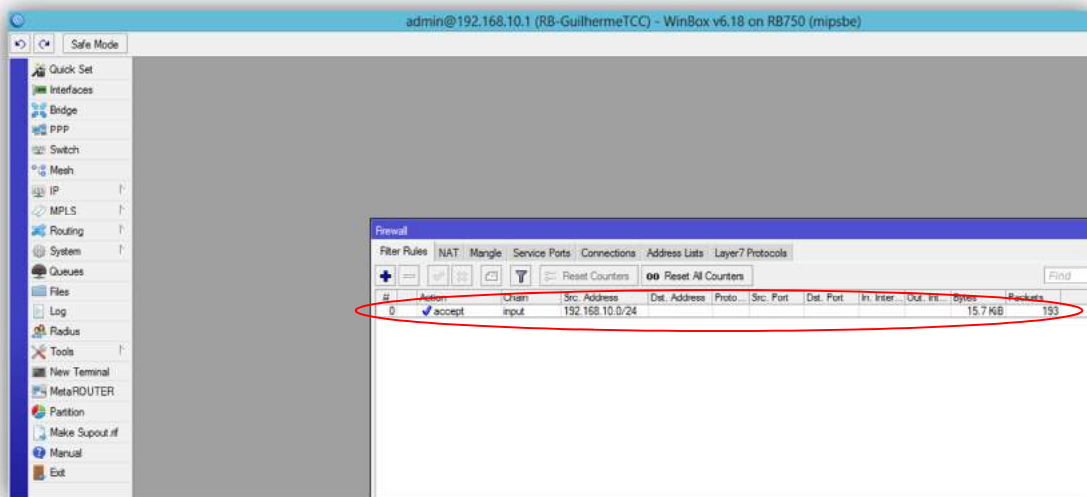 admin@192.168.10.1 (RB-GuilhermeTCC) - WinBox v6.18 on RB750 (mipsbe)
Safe Mode
Quick Set
Interfaces
Bridge
PPP
Switch
Mesh
IP
MPLS
Routing
System
Queues
Files
Log
Radius
Tools
New Terminal
MetaROUTER
Partition
Make Supout.rif
Manual
Exit
Firewall
Filter Rules NAT Mangle Service Ports Connections Address Lists Layer7 Protocols
Reset Counters 00 Reset All Counters Find
# Action Chain Src. Address Dst. Address Proto... Src. Port Dst. Port In. Inter... Out. Int... Bytes Packets
0 accept input 192.168.10.0/24 15.7 KiB 193